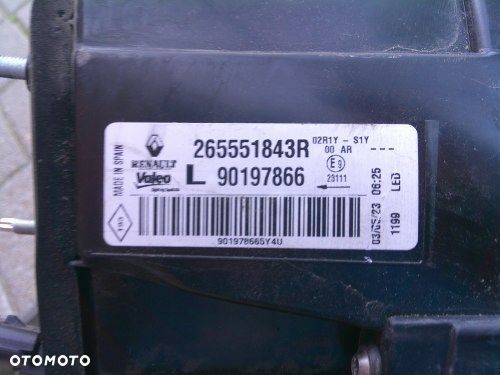 MADE IN SPAIN
RENAULT
265551843R
02R1Y - S1Y
00 AR
---
Valeo
L 90197866
E9
23111
901978665Y4U
03/05/23 06:25
1199 LED
OTOMOTO